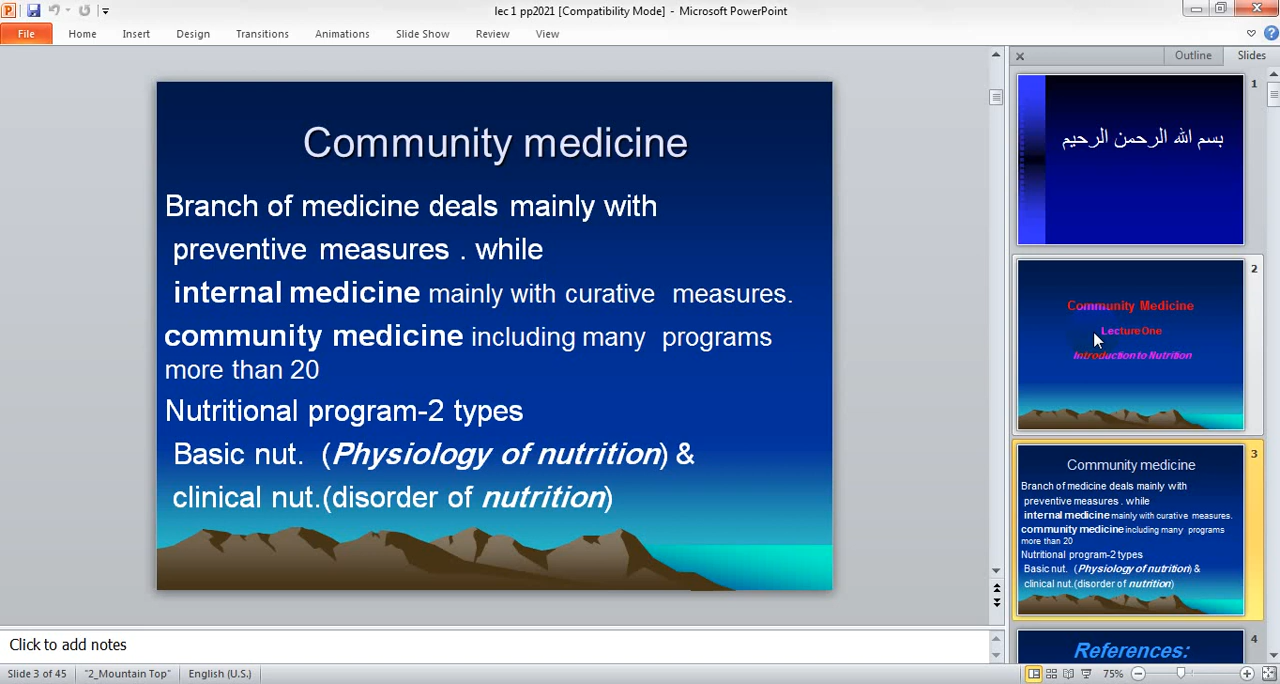 lec 1 pp2021 [Compatibility Mode] - Microsoft PowerPoint
File Home Insert Design Transitions Animations Slide Show Review View
Community medicine
Branch of medicine deals mainly with
preventive measures . while
internal medicine mainly with curative measures.
community medicine including many programs
more than 20
Nutritional program-2 types
Basic nut. (Physiology of nutrition) &
clinical nut.(disorder of nutrition)
Outline Slides
1
بسم الله الرحمن الرحيم
2
Community Medicine
Lecture One
Introduction to Nutrition
3
Community medicine
Branch of medicine deals mainly with
preventive measures . while
internal medicine mainly with curative measures.
community medicine including many programs
more than 20
Nutritional program-2 types
Basic nut. (Physiology of nutrition) &
clinical nut.(disorder of nutrition)
4
References:
Click to add notes
Slide 3 of 45 "2_Mountain Top" English (U.S.) 75%